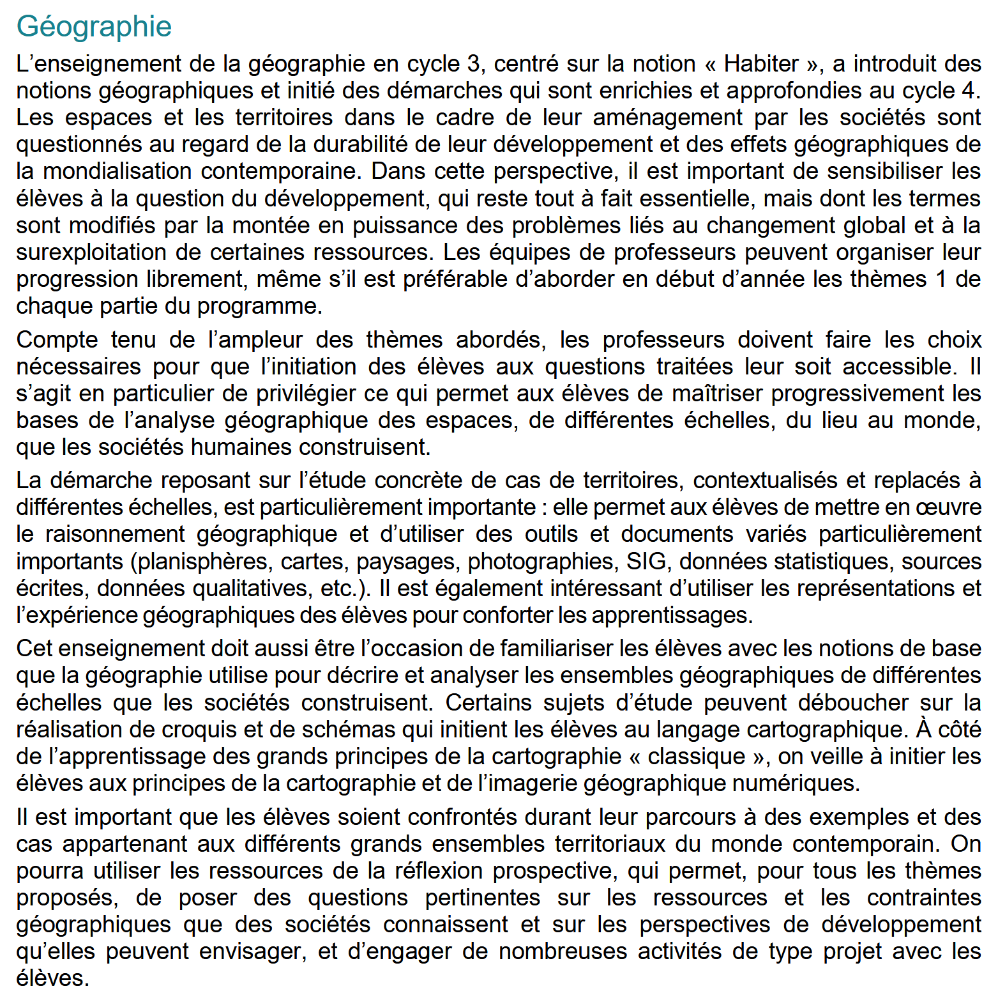 Géographie
L’enseignement de la géographie en cycle 3, centré sur la notion « Habiter », a introduit des
notions géographiques et initié des démarches qui sont enrichies et approfondies au cycle 4.
Les espaces et les territoires dans le cadre de leur aménagement par les sociétés sont
questionnés au regard de la durabilité de leur développement et des effets géographiques de
la mondialisation contemporaine. Dans cette perspective, il est important de sensibiliser les
élèves à la question du développement, qui reste tout à fait essentielle, mais dont les termes
sont modifiés par la montée en puissance des problèmes liés au changement global et à la
surexploitation de certaines ressources. Les équipes de professeurs peuvent organiser leur
progression librement, même s’il est préférable d’aborder en début d’année les thèmes 1 de
chaque partie du programme.
Compte tenu de l’ampleur des thèmes abordés, les professeurs doivent faire les choix
nécessaires pour que l’initiation des élèves aux questions traitées leur soit accessible. Il
s’agit en particulier de privilégier ce qui permet aux élèves de maîtriser progressivement les
bases de l’analyse géographique des espaces, de différentes échelles, du lieu au monde,
que les sociétés humaines construisent.
La démarche reposant sur l’étude concrète de cas de territoires, contextualisés et replacés à
différentes échelles, est particulièrement importante : elle permet aux élèves de mettre en œuvre
le raisonnement géographique et d’utiliser des outils et documents variés particulièrement
importants (planisphères, cartes, paysages, photographies, SIG, données statistiques, sources
écrites, données qualitatives, etc.). Il est également intéressant d’utiliser les représentations et
l’expérience géographiques des élèves pour conforter les apprentissages.
Cet enseignement doit aussi être l’occasion de familiariser les élèves avec les notions de base
que la géographie utilise pour décrire et analyser les ensembles géographiques de différentes
échelles que les sociétés construisent. Certains sujets d’étude peuvent déboucher sur la
réalisation de croquis et de schémas qui initient les élèves au langage cartographique. À côté
de l’apprentissage des grands principes de la cartographie « classique », on veille à initier les
élèves aux principes de la cartographie et de l’imagerie géographique numériques.
Il est important que les élèves soient confrontés durant leur parcours à des exemples et des
cas appartenant aux différents grands ensembles territoriaux du monde contemporain. On
pourra utiliser les ressources de la réflexion prospective, qui permet, pour tous les thèmes
proposés, de poser des questions pertinentes sur les ressources et les contraintes
géographiques que des sociétés connaissent et sur les perspectives de développement
qu’elles peuvent envisager, et d’engager de nombreuses activités de type projet avec les
élèves.